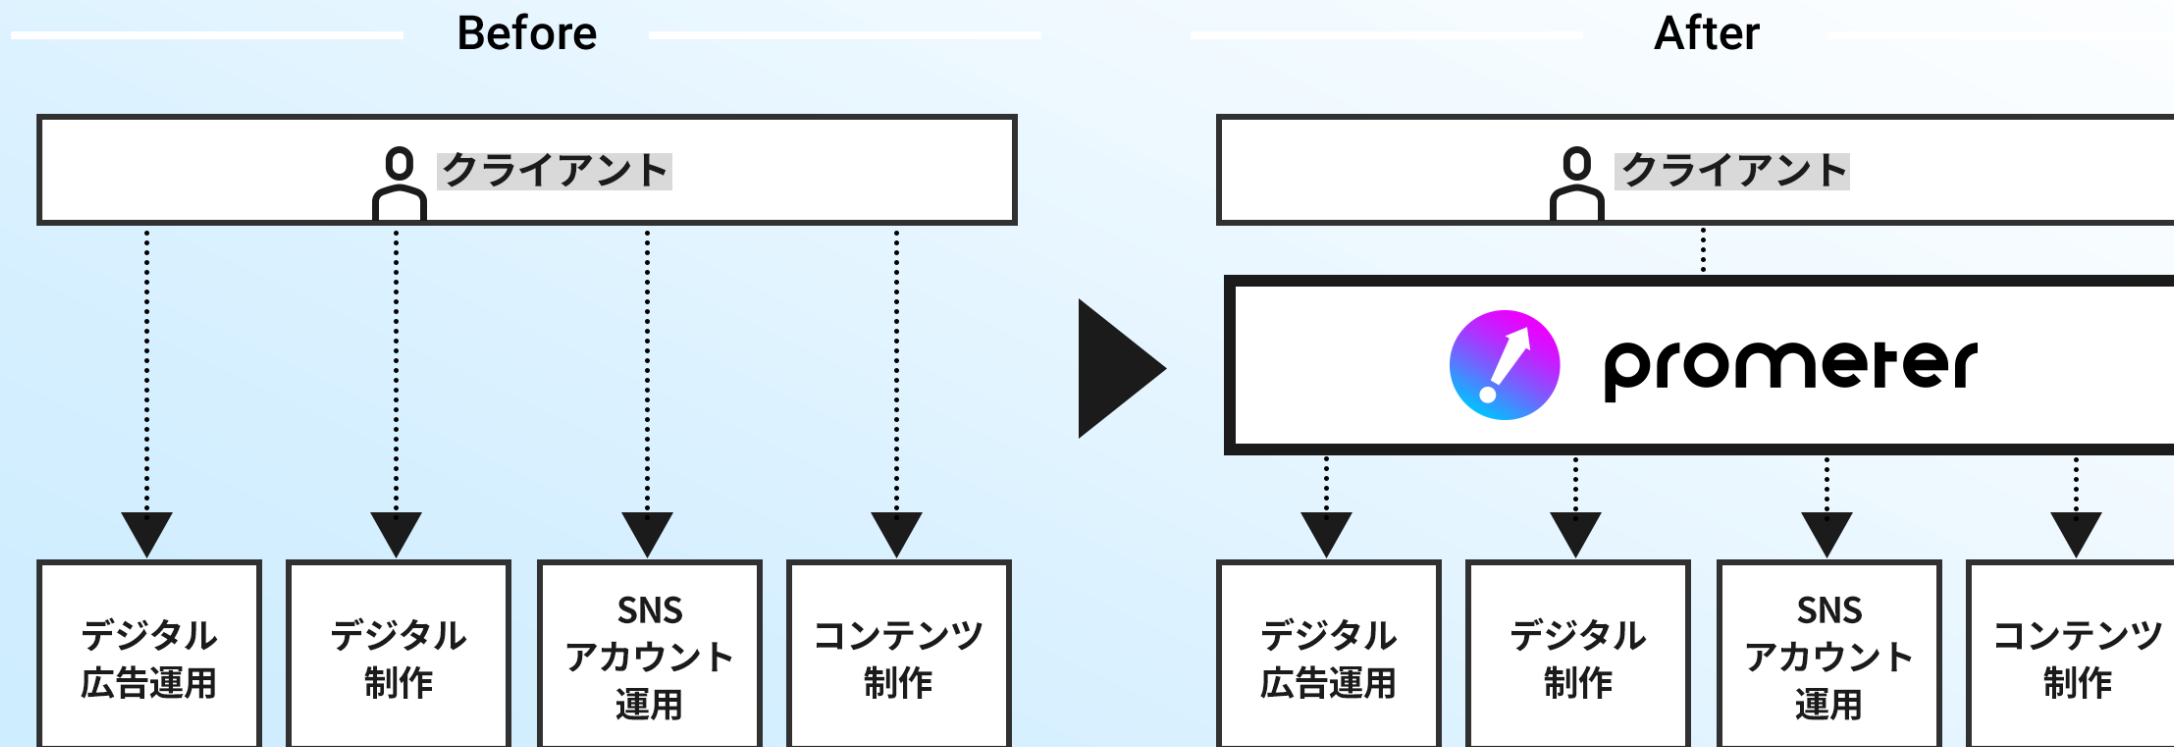 Before
クライアント
デジタル
広告運用
デジタル
制作
SNS
アカウント
運用
コンテンツ
制作
After
クライアント
prometer
デジタル
広告運用
デジタル
制作
SNS
アカウント
運用
コンテンツ
制作